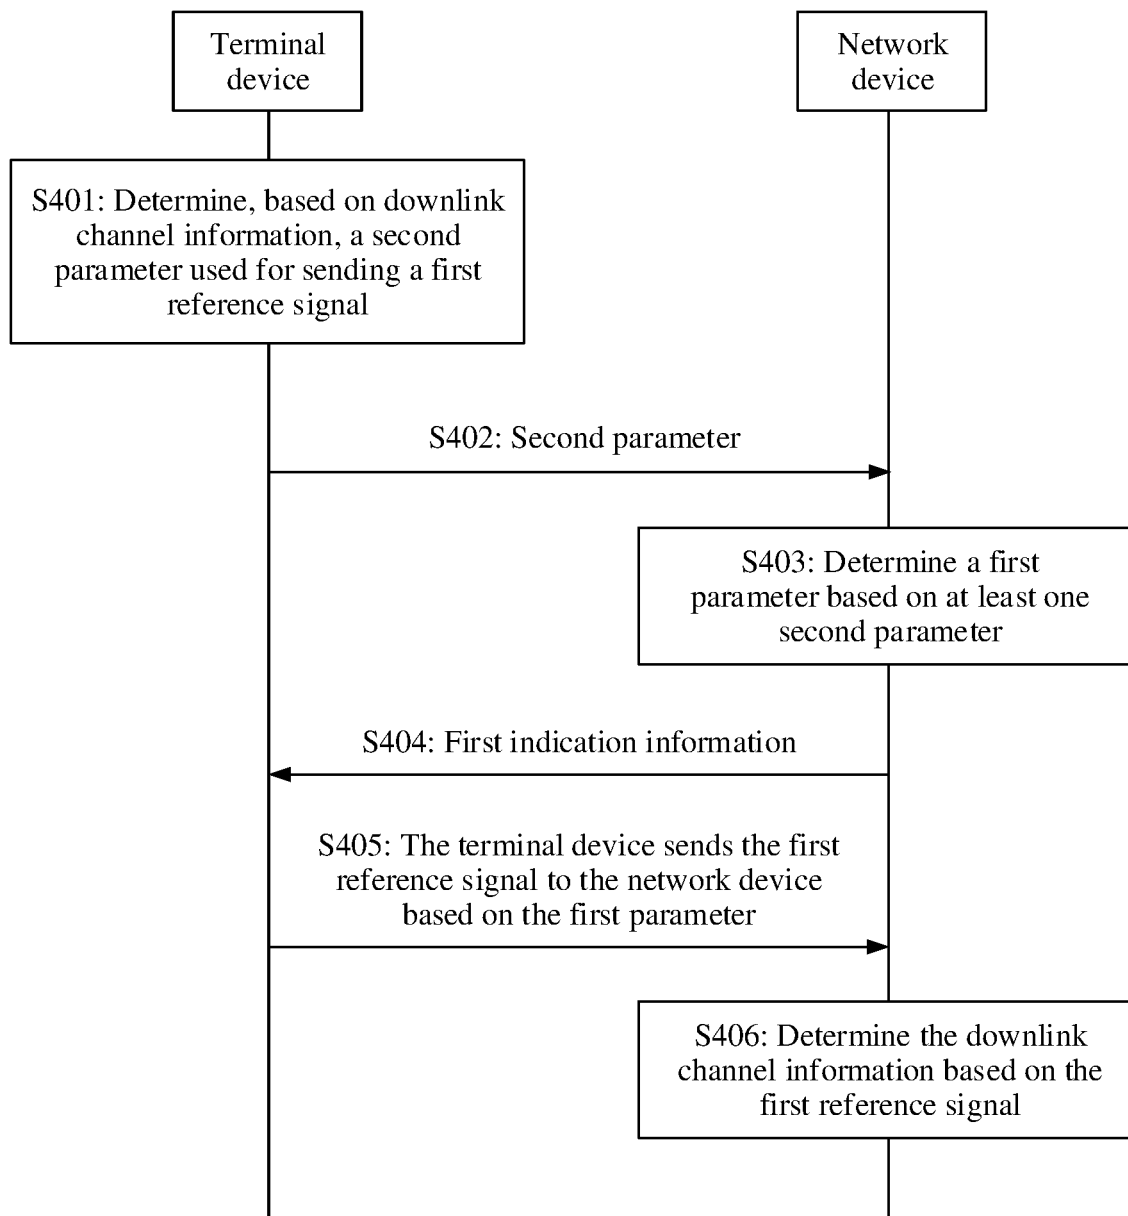 Terminal
device
Network
device
S401: Determine, based on downlink
channel information, a second
parameter used for sending a first
reference signal
S402: Second parameter
S403: Determine a first
parameter based on at least one
second parameter
S404: First indication information
S405: The terminal device sends the first
reference signal to the network device
based on the first parameter
S406: Determine the downlink
channel information based on the
first reference signal